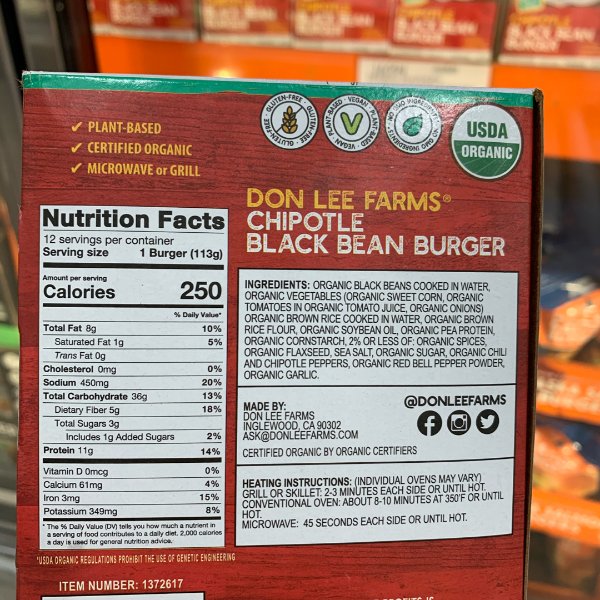 ✓ PLANT-BASED
✓ CERTIFIED ORGANIC
✓ MICROWAVE or GRILL
GLUTEN-FREE
PLANT-BASED VEGAN
NO GMO INGREDIENTS
USDA
ORGANIC
DON LEE FARMS®
CHIPOTLE
BLACK BEAN BURGER
Nutrition Facts
12 servings per container
Serving size 1 Burger (113g)
Amount per serving
Calories 250
% Daily Value*
Total Fat 8g 10%
Saturated Fat 1g 5%
Trans Fat 0g
Cholesterol 0mg 0%
Sodium 450mg 20%
Total Carbohydrate 36g 13%
Dietary Fiber 5g 18%
Total Sugars 3g
Includes 1g Added Sugars 2%
Protein 11g 14%
Vitamin D 0mcg 0%
Calcium 61mg 4%
Iron 3mg 15%
Potassium 349mg 8%
* The % Daily Value (DV) tells you how much a nutrient in
a serving of food contributes to a daily diet. 2,000 calories
a day is used for general nutrition advice.
*USDA ORGANIC REGULATIONS PROHIBIT THE USE OF GENETIC ENGINEERING
ITEM NUMBER: 1372617
INGREDIENTS: ORGANIC BLACK BEANS COOKED IN WATER,
ORGANIC VEGETABLES (ORGANIC SWEET CORN, ORGANIC
TOMATOES IN ORGANIC TOMATO JUICE, ORGANIC ONIONS)
ORGANIC BROWN RICE COOKED IN WATER, ORGANIC BROWN
RICE FLOUR, ORGANIC SOYBEAN OIL, ORGANIC PEA PROTEIN,
ORGANIC CORNSTARCH, 2% OR LESS OF: ORGANIC SPICES,
ORGANIC FLAXSEED, SEA SALT, ORGANIC SUGAR, ORGANIC CHILI
AND CHIPOTLE PEPPERS, ORGANIC RED BELL PEPPER POWDER,
ORGANIC GARLIC.
MADE BY:
DON LEE FARMS
INGLEWOOD, CA 90302
ASK@DONLEEFARMS.COM
@DONLEEFARMS
CERTIFIED ORGANIC BY ORGANIC CERTIFIERS
HEATING INSTRUCTIONS: (INDIVIDUAL OVENS MAY VARY)
GRILL OR SKILLET: 2-3 MINUTES EACH SIDE OR UNTIL HOT.
CONVENTIONAL OVEN: ABOUT 8-10 MINUTES AT 350°F OR UNTIL
HOT.
MICROWAVE: 45 SECONDS EACH SIDE OR UNTIL HOT.